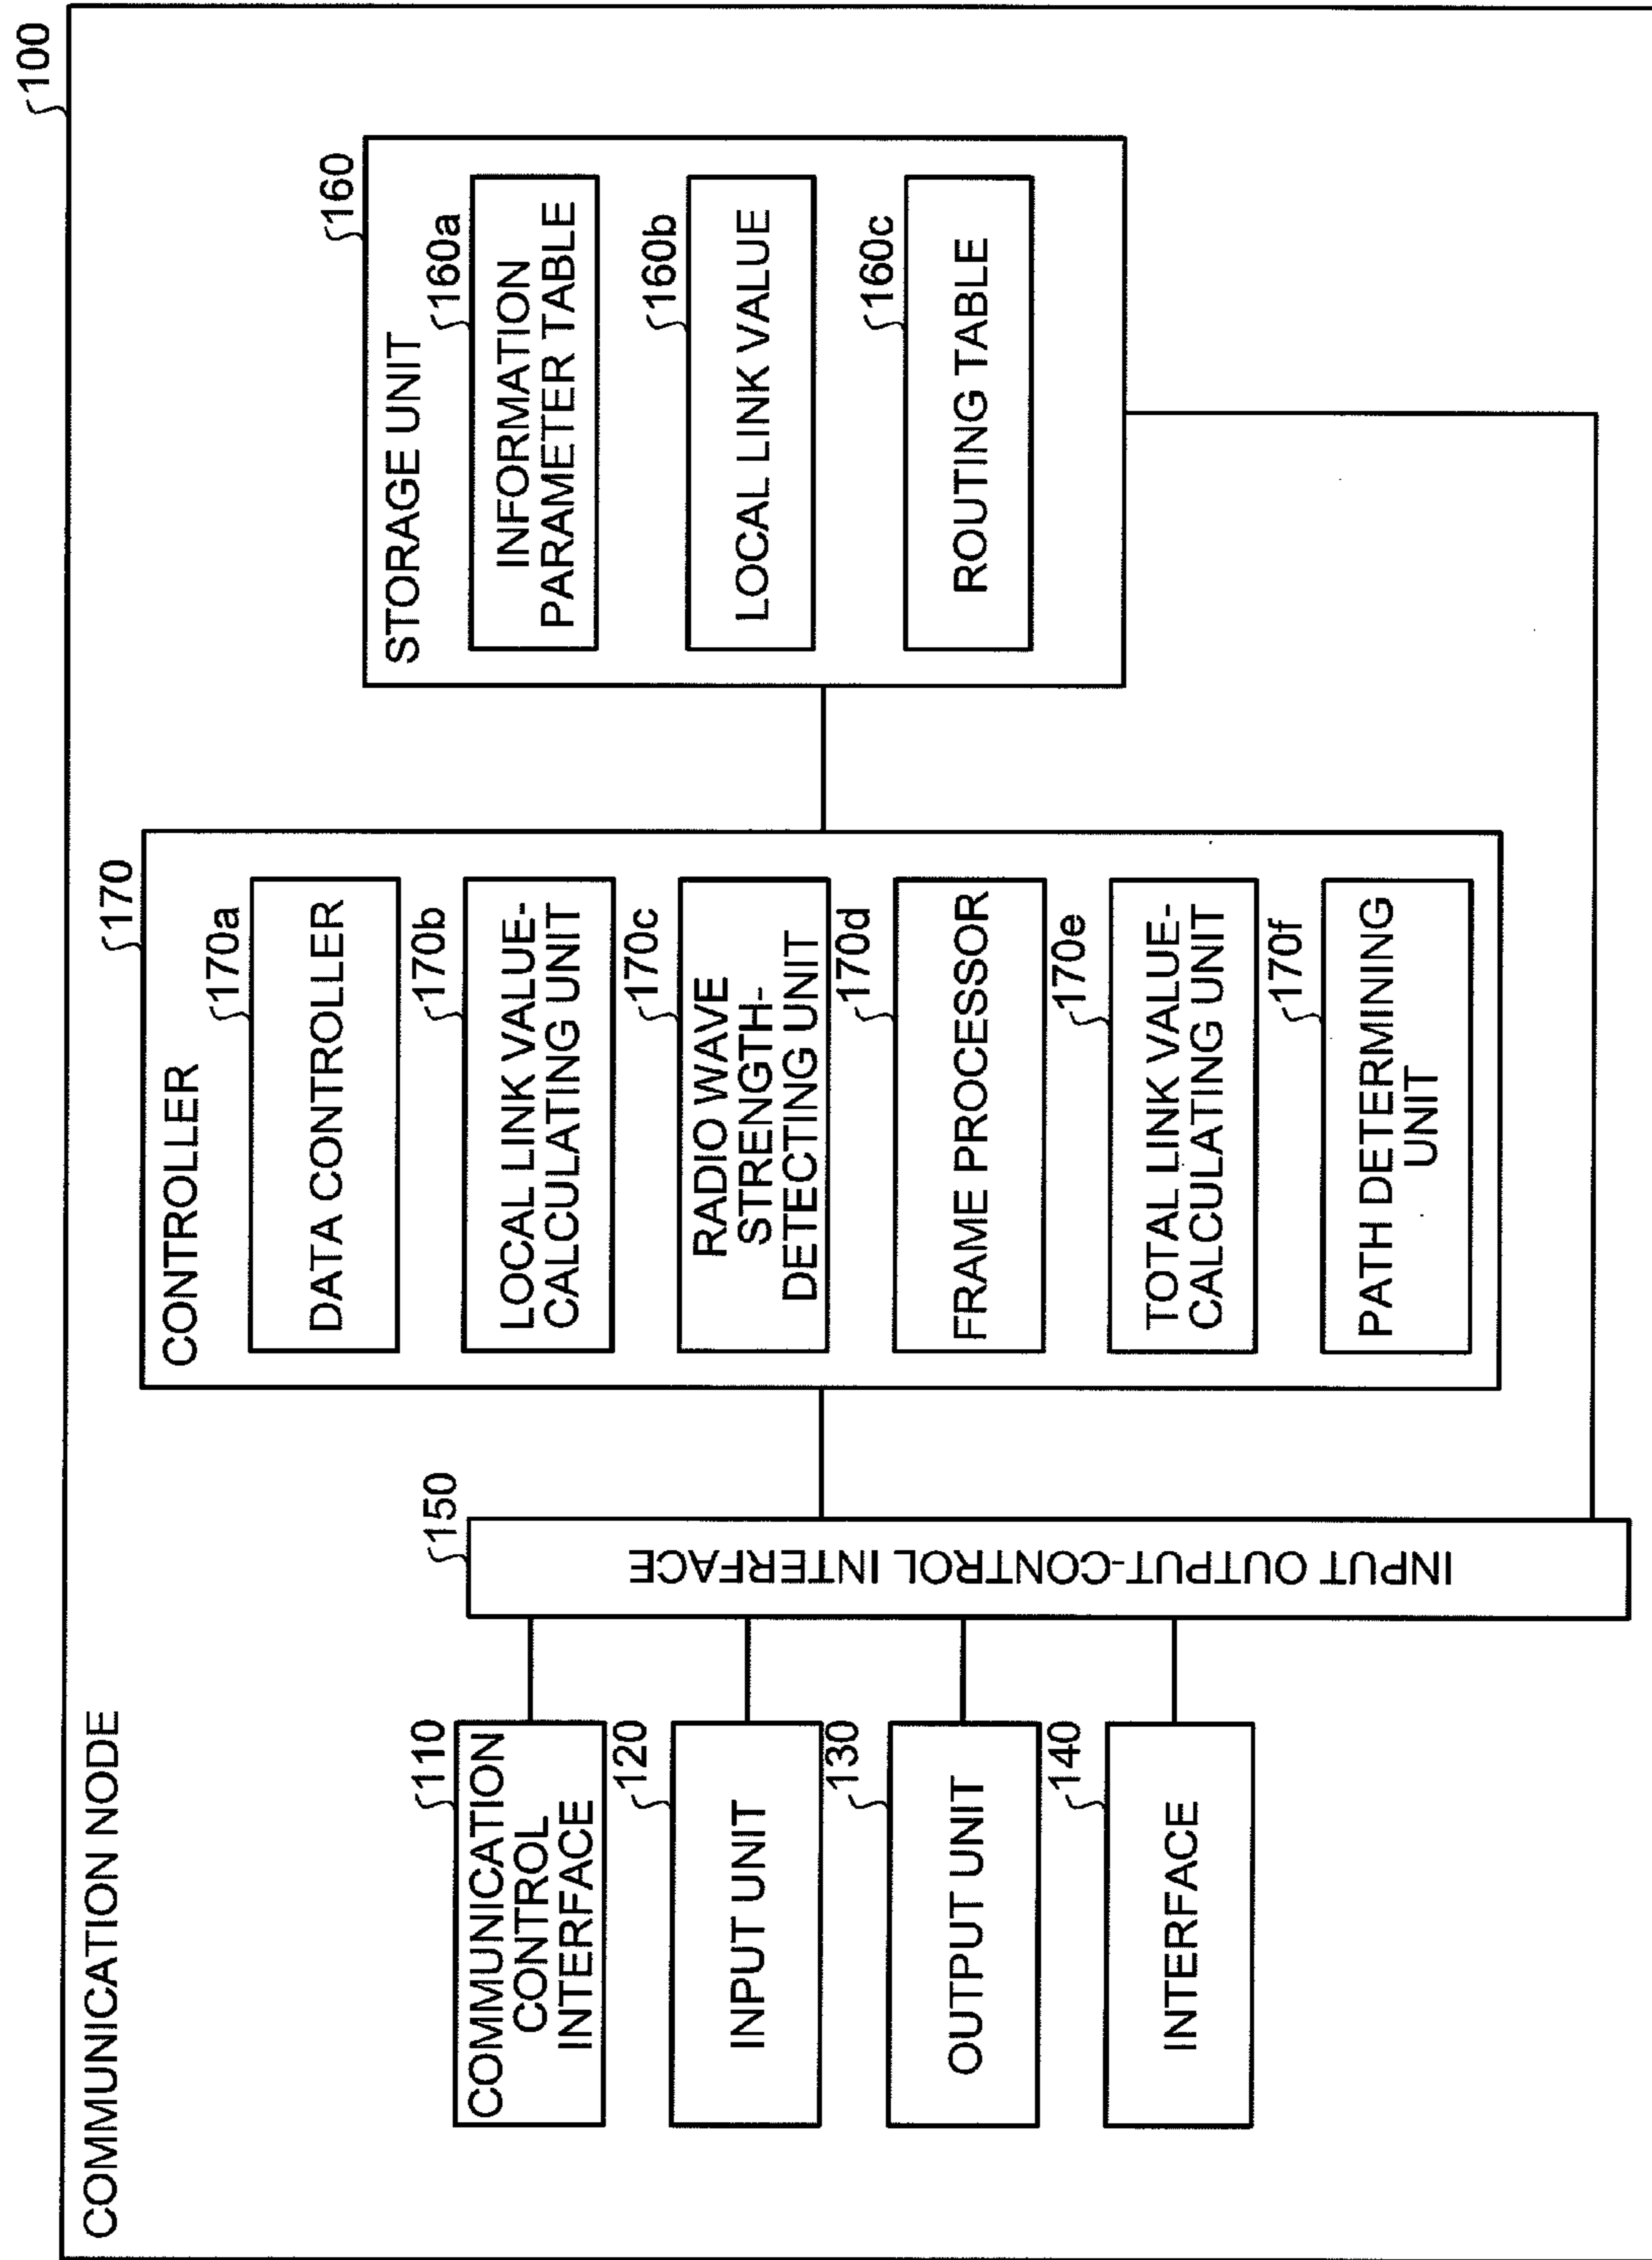 COMMUNICATION NODE
100
110
COMMUNICATION
CONTROL
INTERFACE
120
INPUT UNIT
130
OUTPUT UNIT
140
INTERFACE
150
INPUT OUTPUT-CONTROL INTERFACE
170
CONTROLLER
170a
DATA CONTROLLER
170b
LOCAL LINK VALUE-
CALCULATING UNIT
170c
RADIO WAVE
STRENGTH-
DETECTING UNIT
170d
FRAME PROCESSOR
170e
TOTAL LINK VALUE-
CALCULATING UNIT
170f
PATH DETERMINING
UNIT
160
STORAGE UNIT
160a
INFORMATION
PARAMETER TABLE
160b
LOCAL LINK VALUE
160c
ROUTING TABLE